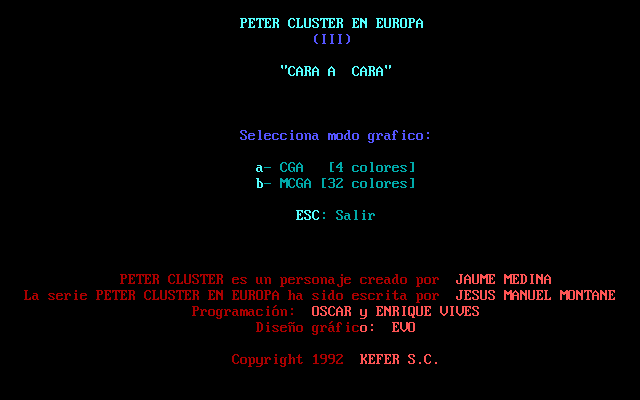 PETER CLUSTER EN EUROPA
(III)
"CARA A  CARA"
Selecciona modo grafico:
a- CGA   [4 colores]
b- MCGA [32 colores]
ESC: Salir
PETER CLUSTER es un personaje creado por  JAUME MEDINA
La serie PETER CLUSTER EN EUROPA ha sido escrita por  JESUS MANUEL MONTANE
Programación:  OSCAR y ENRIQUE VIVES
Diseño gráfico:  EVO
Copyright 1992  KEFER S.C.